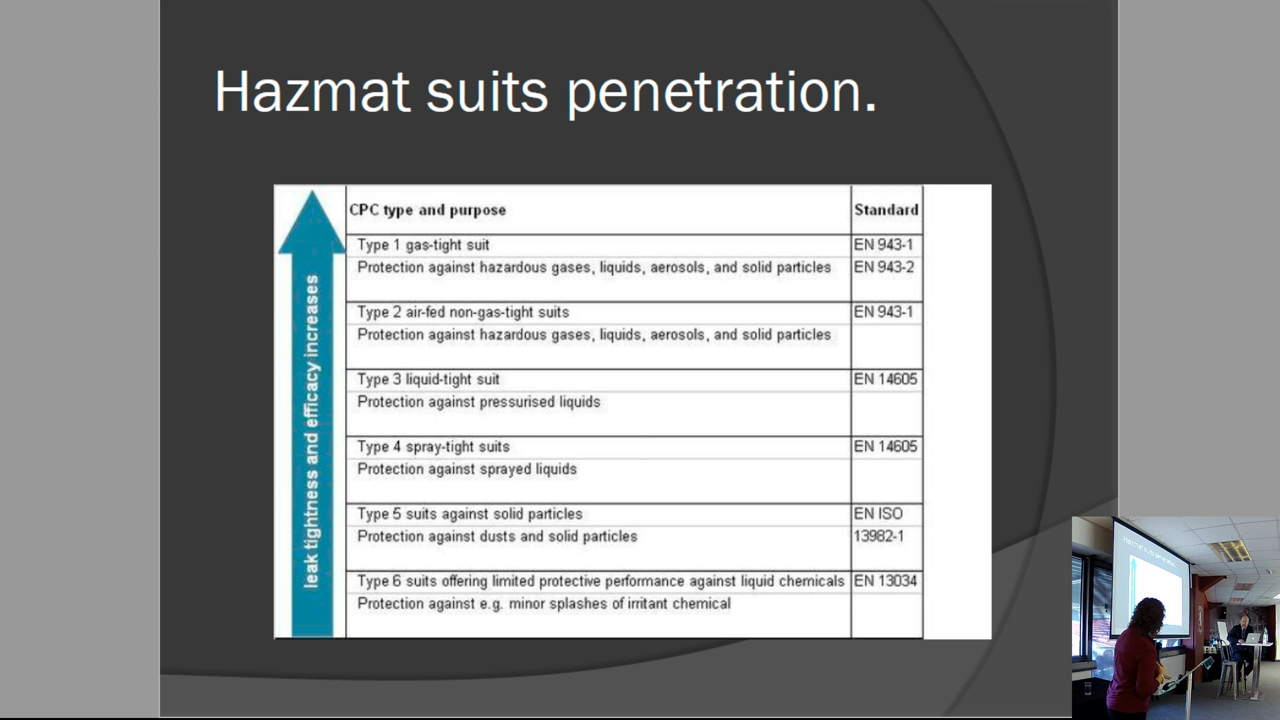 Hazmat suits penetration.
leak tightness and efficacy increases
CPC type and purpose
Standard
Type 1 gas-tight suit
EN 943-1
Protection against hazardous gases, liquids, aerosols, and solid particles
EN 943-2
Type 2 air-fed non-gas-tight suits
EN 943-1
Protection against hazardous gases, liquids, aerosols, and solid particles
Type 3 liquid-tight suit
EN 14605
Protection against pressurised liquids
Type 4 spray-tight suits
EN 14605
Protection against sprayed liquids
Type 5 suits against solid particles
EN ISO
Protection against dusts and solid particles
13982-1
Type 6 suits offering limited protective performance against liquid chemicals
EN 13034
Protection against e.g. minor splashes of irritant chemical